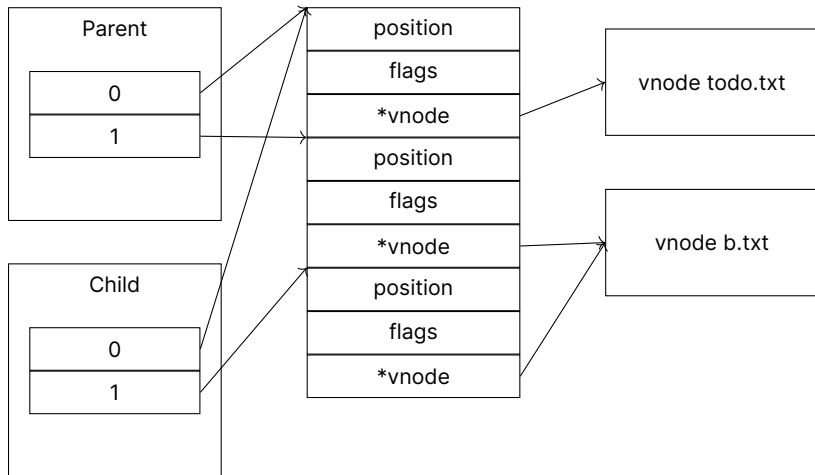 Parent
0
1
Child
0
1
position
flags
*vnode
position
flags
*vnode
position
flags
*vnode
vnode todo.txt
vnode b.txt